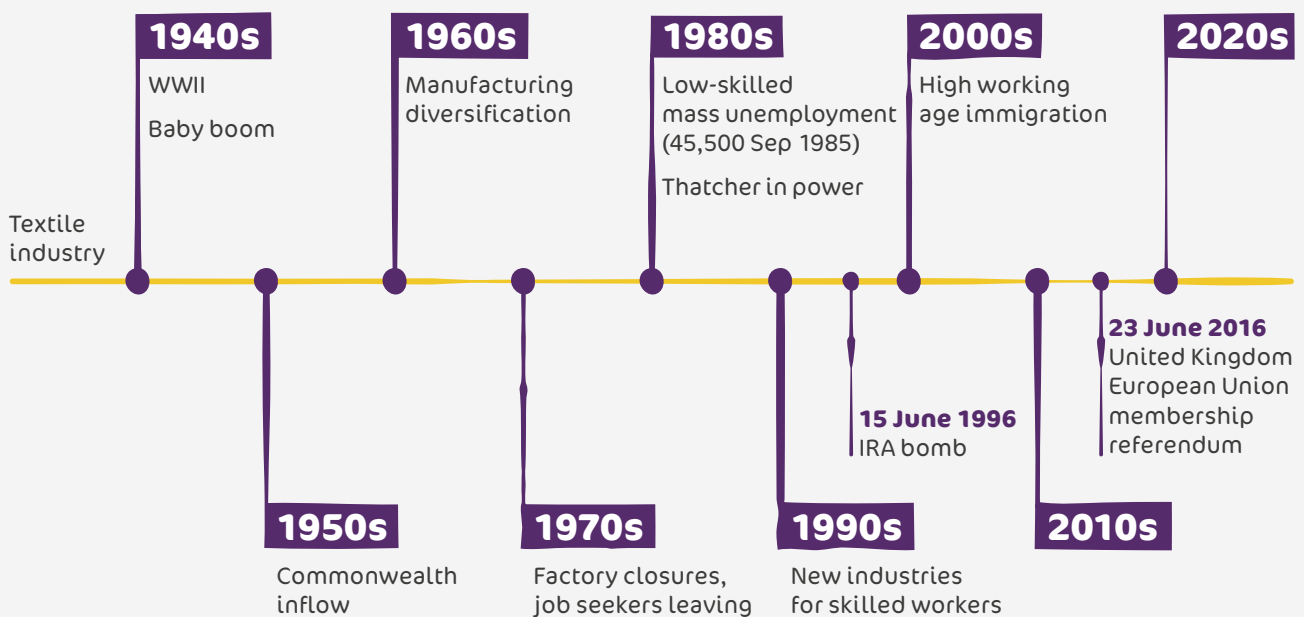 1940s
WWII
Baby boom
1960s
Manufacturing
diversification
1980s
Low-skilled
mass unemployment
(45,500 Sep 1985)
Thatcher in power
2000s
High working
age immigration
2020s
Textile
industry
23 June 2016
United Kingdom
European Union
membership
referendum
15 June 1996
IRA bomb
1950s
Commonwealth
inflow
1970s
Factory closures,
job seekers leaving
1990s
New industries
for skilled workers
2010s